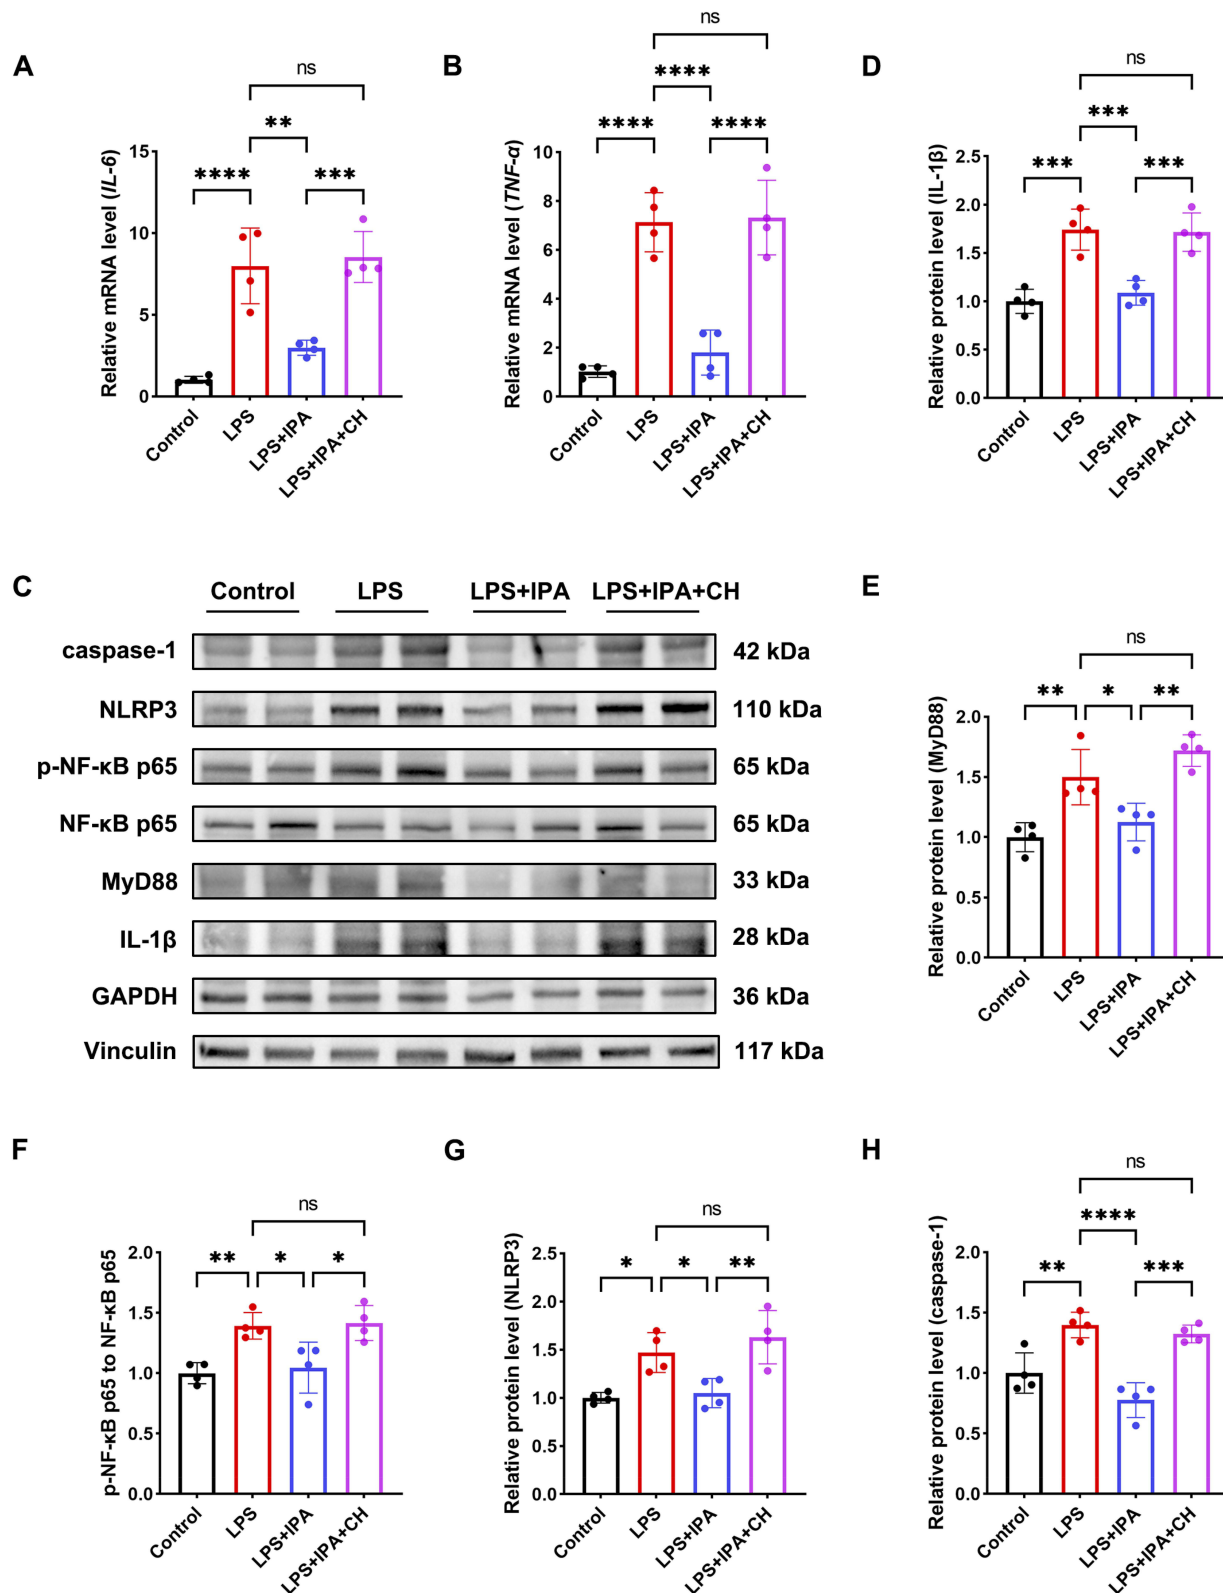 A
ns
**
****
***
Relative mRNA level (IL-6)
15
10
5
0
Control
LPS
LPS+IPA
LPS+IPA+CH
B
ns
****
****
****
Relative mRNA level (TNF-α)
10
8
6
4
2
0
Control
LPS
LPS+IPA
LPS+IPA+CH
D
ns
***
***
***
Relative protein level (IL-1β)
2.5
2.0
1.5
1.0
0.5
0.0
Control
LPS
LPS+IPA
LPS+IPA+CH
C
Control LPS LPS+IPA LPS+IPA+CH
caspase-1 42 kDa
NLRP3 110 kDa
p-NF-κB p65 65 kDa
NF-κB p65 65 kDa
MyD88 33 kDa
IL-1β 28 kDa
GAPDH 36 kDa
Vinculin 117 kDa
E
ns
** * **
Relative protein level (MyD88)
2.0
1.5
1.0
0.5
0.0
Control
LPS
LPS+IPA
LPS+IPA+CH
F
ns
** * *
p-NF-κB p65 to NF-κB p65
2.0
1.5
1.0
0.5
0.0
Control
LPS
LPS+IPA
LPS+IPA+CH
G
ns
* * **
Relative protein level (NLRP3)
2.5
2.0
1.5
1.0
0.5
0.0
Control
LPS
LPS+IPA
LPS+IPA+CH
H
ns
****
** ***
Relative protein level (caspase-1)
2.0
1.5
1.0
0.5
0.0
Control
LPS
LPS+IPA
LPS+IPA+CH